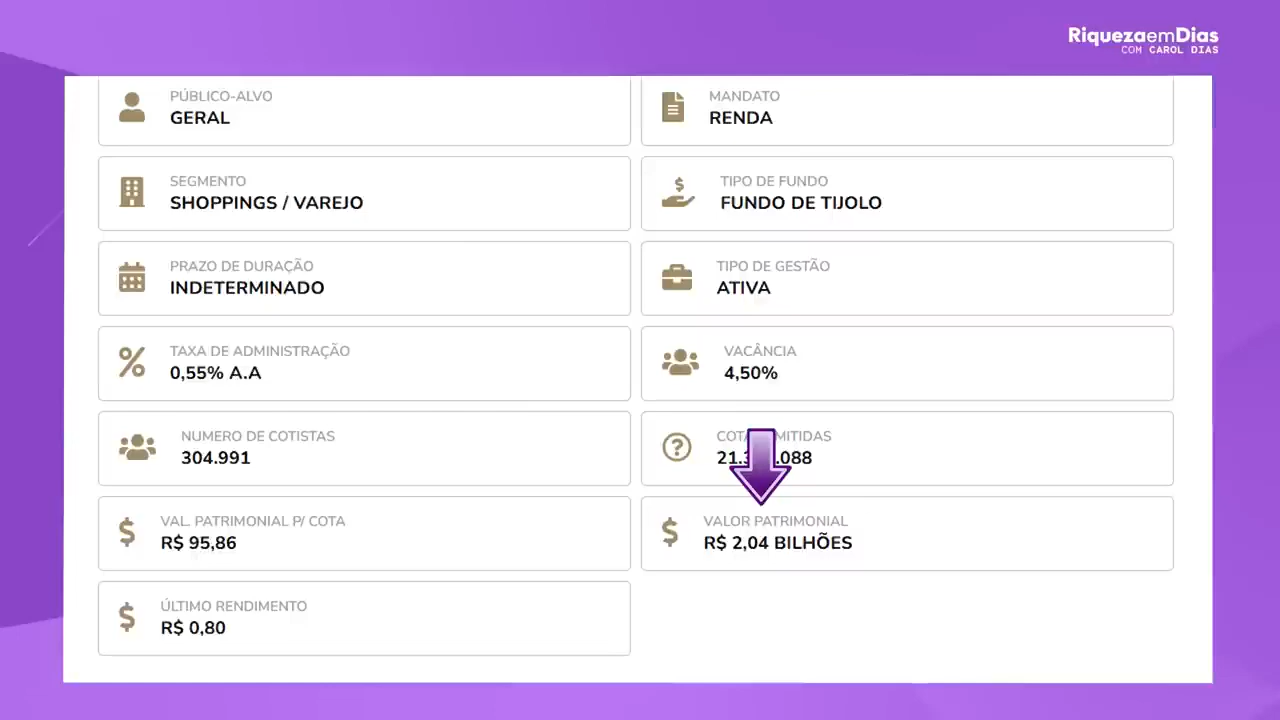 RiquezaemDias
COM CAROL DIAS
PÚBLICO-ALVO
GERAL
MANDATO
RENDA
SEGMENTO
SHOPPINGS / VAREJO
TIPO DE FUNDO
FUNDO DE TIJOLO
PRAZO DE DURAÇÃO
INDETERMINADO
TIPO DE GESTÃO
ATIVA
TAXA DE ADMINISTRAÇÃO
0,55% A.A
VACÂNCIA
4,50%
NUMERO DE COTISTAS
304.991
VAL. PATRIMONIAL P/ COTA
R$ 95,86
VALOR PATRIMONIAL
R$ 2,04 BILHÕES
ÚLTIMO RENDIMENTO
R$ 0,80